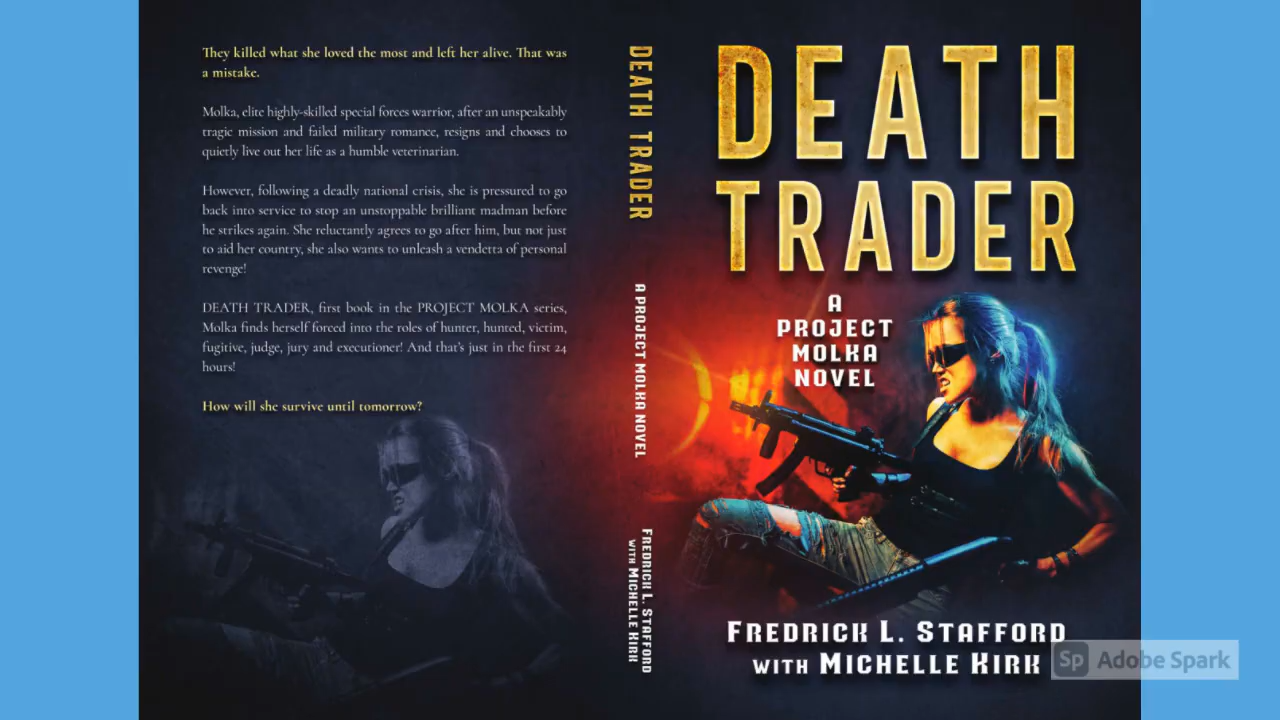 They killed what she loved the most and left her alive. That was
a mistake.
Molka, elite highly-skilled special forces warrior, after an unspeakably
tragic mission and failed military romance, resigns and chooses to
quietly live out her life as a humble veterinarian.
However, following a deadly national crisis, she is pressured to go
back into service to stop an unstoppable brilliant madman before
he strikes again. She reluctantly agrees to go after him, but not just
to aid her country, she also wants to unleash a vendetta of personal
revenge!
DEATH TRADER, first book in the PROJECT MOLKA series,
Molka finds herself forced into the roles of hunter, hunted, victim,
fugitive, judge, jury and executioner! And that's just in the first 24
hours!
How will she survive until tomorrow?
DEATH TRADER
A PROJECT MOLKA NOVEL
FREDRICK L. STAFFORD
WITH MICHELLE KIRK
DEATH
TRADER
A
PROJECT
MOLKA
NOVEL
FREDRICK L. STAFFORD
WITH MICHELLE KIRK
Sp Adobe Spark